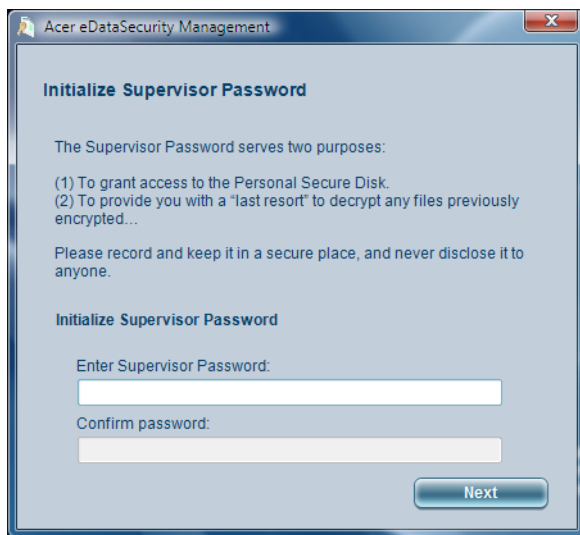 Acer eDataSecurity Management
Initialize Supervisor Password
The Supervisor Password serves two purposes:
(1) To grant access to the Personal Secure Disk.
(2) To provide you with a “last resort” to decrypt any files previously
encrypted...
Please record and keep it in a secure place, and never disclose it to
anyone.
Initialize Supervisor Password
Enter Supervisor Password:
Confirm password:
Next